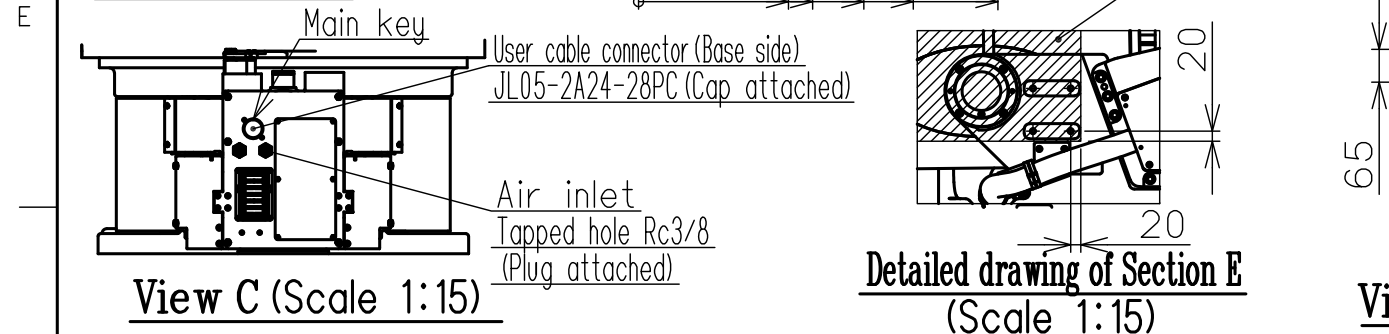 E
Main key
User cable connector (Base side)
JL05-2A24-28PC (Cap attached)
Air inlet
Tapped hole Rc3/8
(Plug attached)
View C (Scale 1:15)
20
20
Detailed drawing of Section E
(Scale 1:15)
65